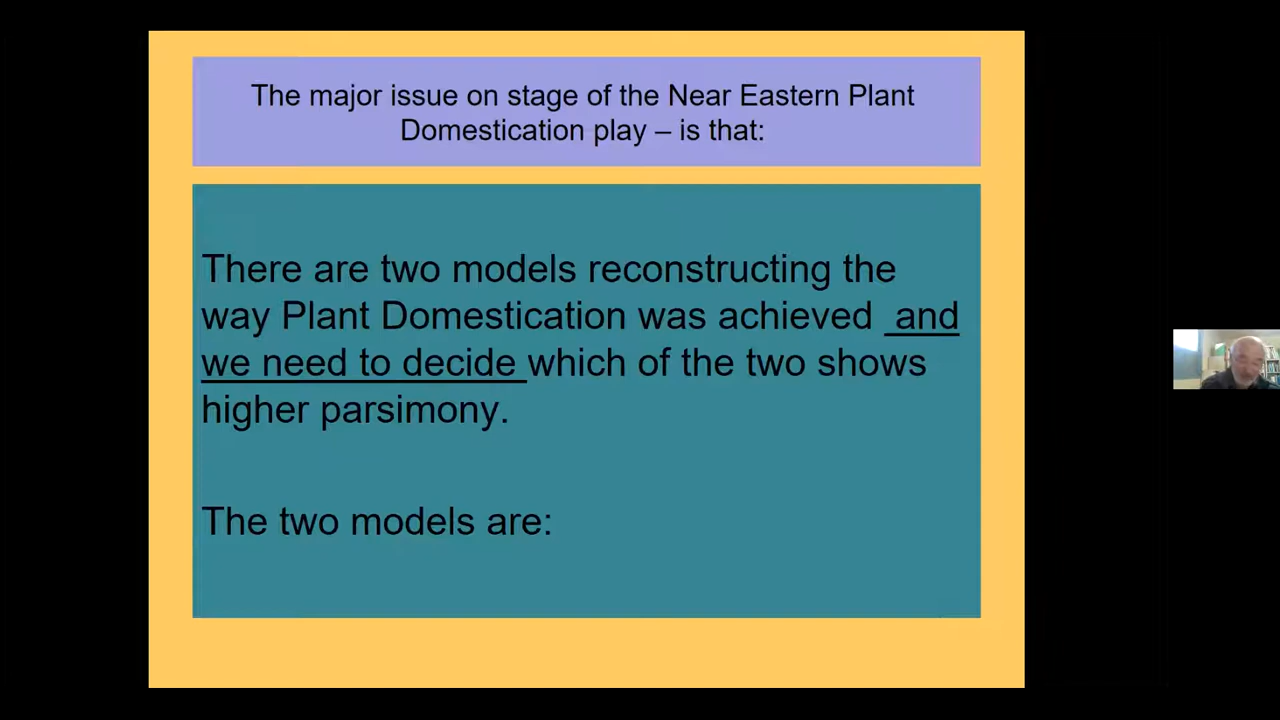 The major issue on stage of the Near Eastern Plant
Domestication play – is that:
There are two models reconstructing the
way Plant Domestication was achieved and
we need to decide which of the two shows
higher parsimony.
The two models are: